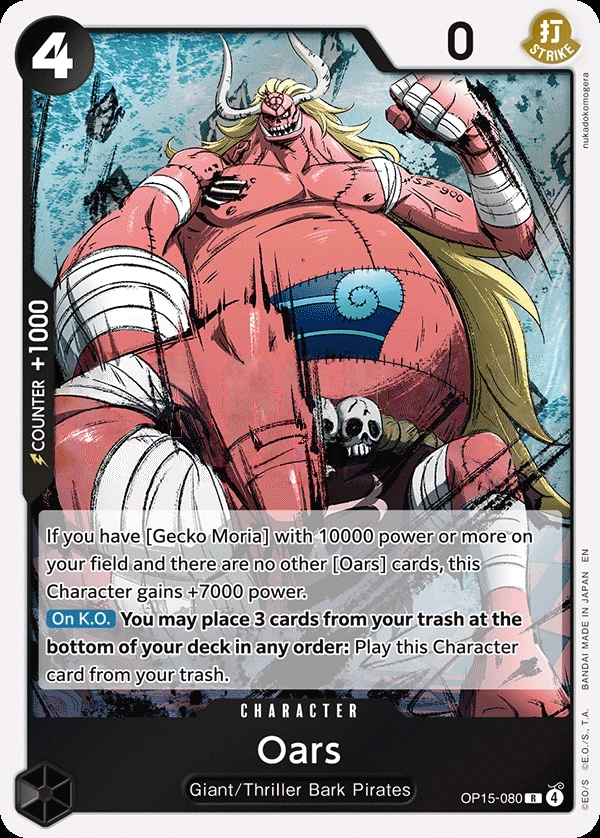 4
0
打
STRIKE
nukadokomogera
SZ-900
COUNTER +1000
If you have [Gecko Moria] with 10000 power or more on
your field and there are no other [Oars] cards, this
Character gains +7000 power.
On K.O. You may place 3 cards from your trash at the
bottom of your deck in any order: Play this Character
card from your trash.
CHARACTER
Oars
Giant/Thriller Bark Pirates
OP15-080 R 4
©EO/S ©E.O./S., T.A. BANDAI MADE IN JAPAN EN